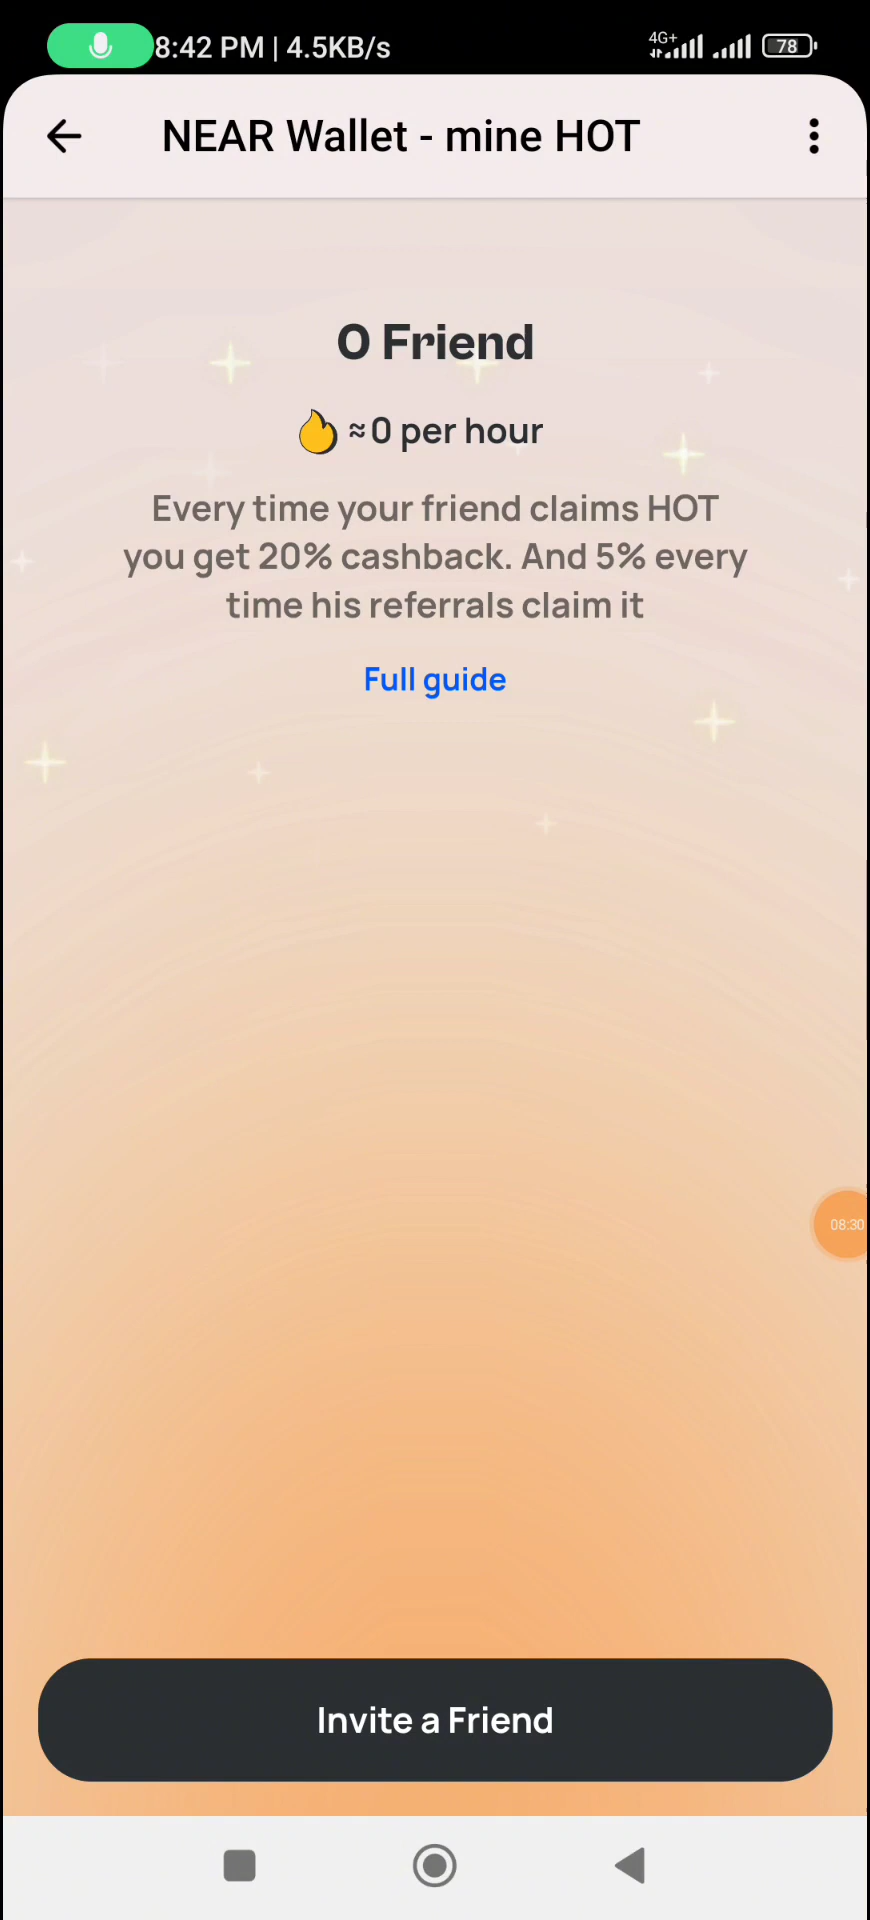 8:42 PM | 4.5KB/s
4G+
78
NEAR Wallet - mine HOT
0 Friend
≈0 per hour
Every time your friend claims HOT
you get 20% cashback. And 5% every
time his referrals claim it
Full guide
08:30
Invite a Friend